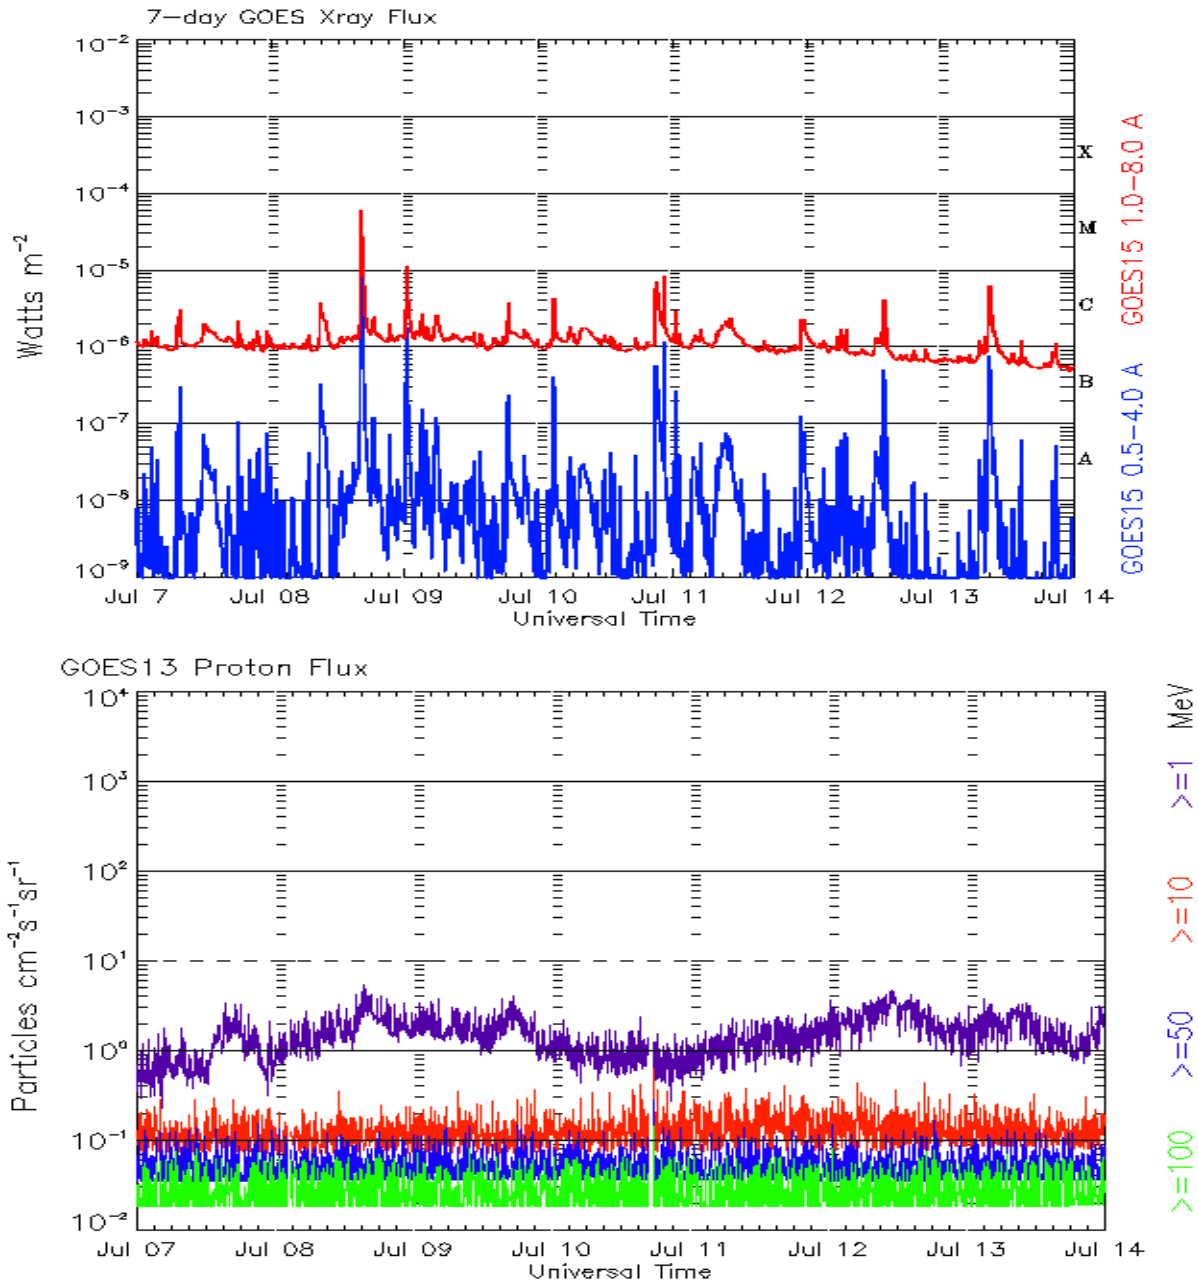 7-day GOES Xray Flux
10⁻²
10⁻³
10⁻⁴
10⁻⁵
10⁻⁶
10⁻⁷
10⁻⁸
10⁻⁹
Watts m⁻²
X
M
C
B
A
GOES15 1.0-8.0 A
GOES15 0.5-4.0 A
Jul 7 Jul 08 Jul 09 Jul 10 Jul 11 Jul 12 Jul 13 Jul 14
Universal Time
GOES13 Proton Flux
10⁴
10³
10²
10¹
10⁰
10⁻¹
10⁻²
Particles cm⁻²s⁻¹sr⁻¹
>=1 MeV
>=10
>=50
>=100
Jul 07 Jul 08 Jul 09 Jul 10 Jul 11 Jul 12 Jul 13 Jul 14
Universal Time